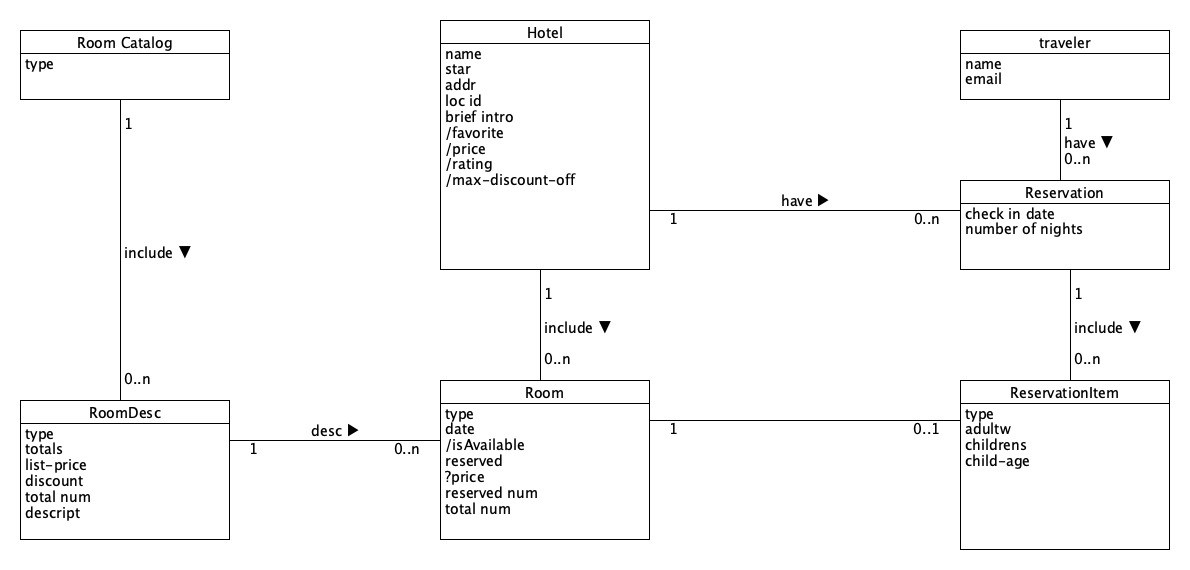 Room Catalog
type
1
include ▼
0..n
RoomDesc
type
totals
list-price
discount
total num
descript
desc ▶
1
0..n
Hotel
name
star
addr
loc id
brief intro
/favorite
/price
/rating
/max-discount-off
1
include ▼
0..n
have ▶
1
0..n
Room
type
date
/isAvailable
reserved
?price
reserved num
total num
1
0..1
traveler
name
email
1
have ▼
0..n
Reservation
check in date
number of nights
1
include ▼
0..n
ReservationItem
type
adultw
childrens
child-age